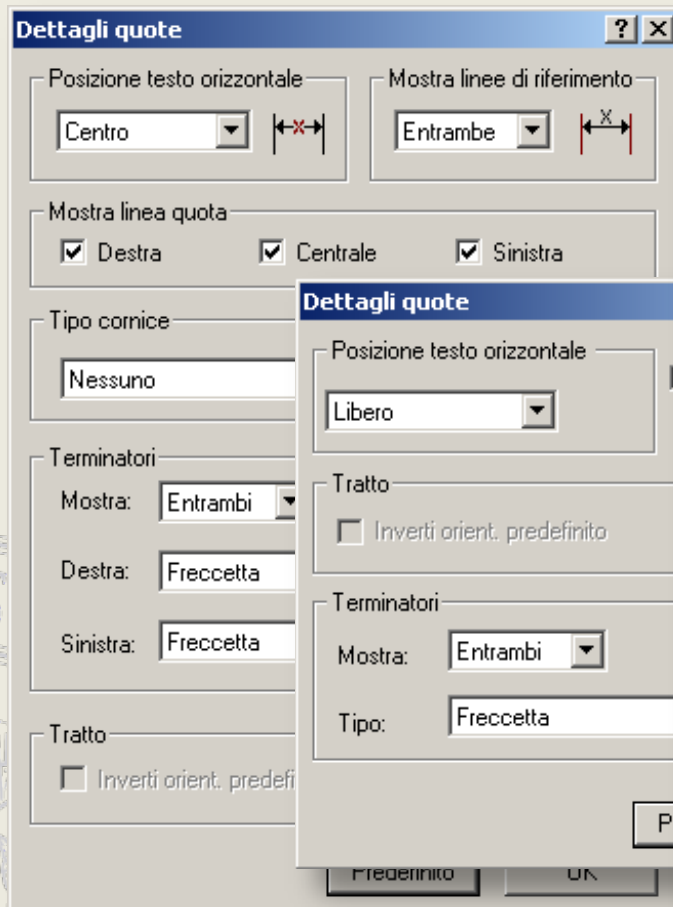 Dettagli quote
Posizione testo orizzontale
Mostra linee di riferimento
Centro
x
Entrambe
x
Mostra linea quota
Destra
Centrale
Sinistra
Tipo cornice
Nessuno
Terminatori
Mostra:
Entrambi
Destra:
Freccetta
Sinistra:
Freccetta
Tratto
Inverti orient. predefi
Predefinito
OK
Dettagli quote
Posizione testo orizzontale
Libero
Tratto
Inverti orient. predefinito
Terminatori
Mostra:
Entrambi
Tipo:
Freccetta
P